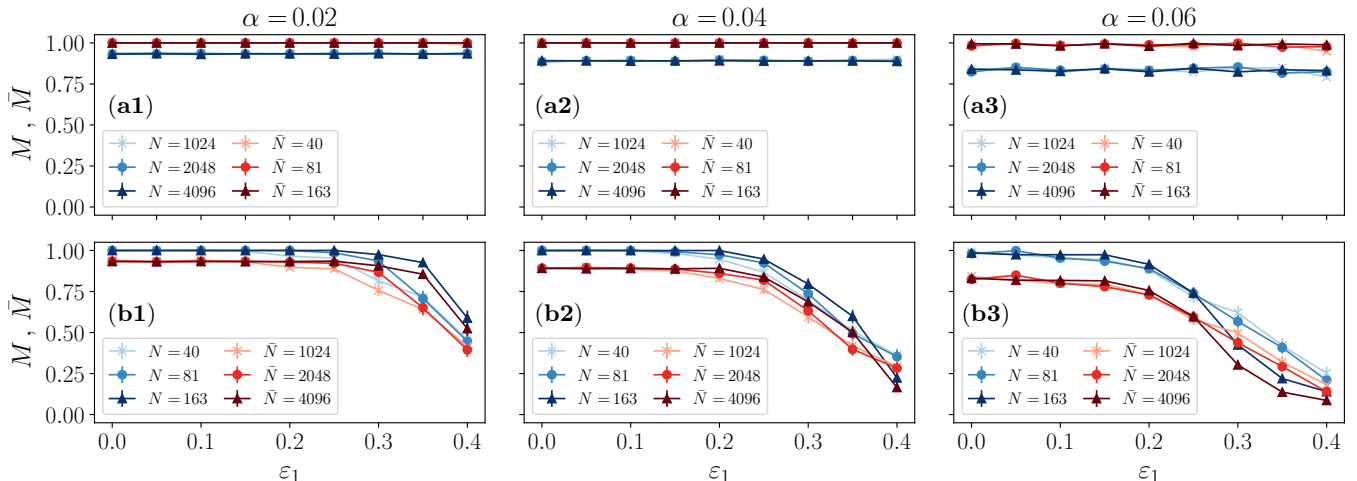 α = 0.02
α = 0.04
α = 0.06
M , M̄
1.00
0.75
0.50
0.25
0.00
(a1)
N = 1024
N = 2048
N = 4096
N̄ = 40
N̄ = 81
N̄ = 163
(a2)
N = 1024
N = 2048
N = 4096
N̄ = 40
N̄ = 81
N̄ = 163
(a3)
N = 1024
N = 2048
N = 4096
N̄ = 40
N̄ = 81
N̄ = 163
M , M̄
1.00
0.75
0.50
0.25
0.00
(b1)
N = 40
N = 81
N = 163
N̄ = 1024
N̄ = 2048
N̄ = 4096
(b2)
N = 40
N = 81
N = 163
N̄ = 1024
N̄ = 2048
N̄ = 4096
(b3)
N = 40
N = 81
N = 163
N̄ = 1024
N̄ = 2048
N̄ = 4096
0.0 0.1 0.2 0.3 0.4
0.0 0.1 0.2 0.3 0.4
0.0 0.1 0.2 0.3 0.4
ε₁
ε₁
ε₁